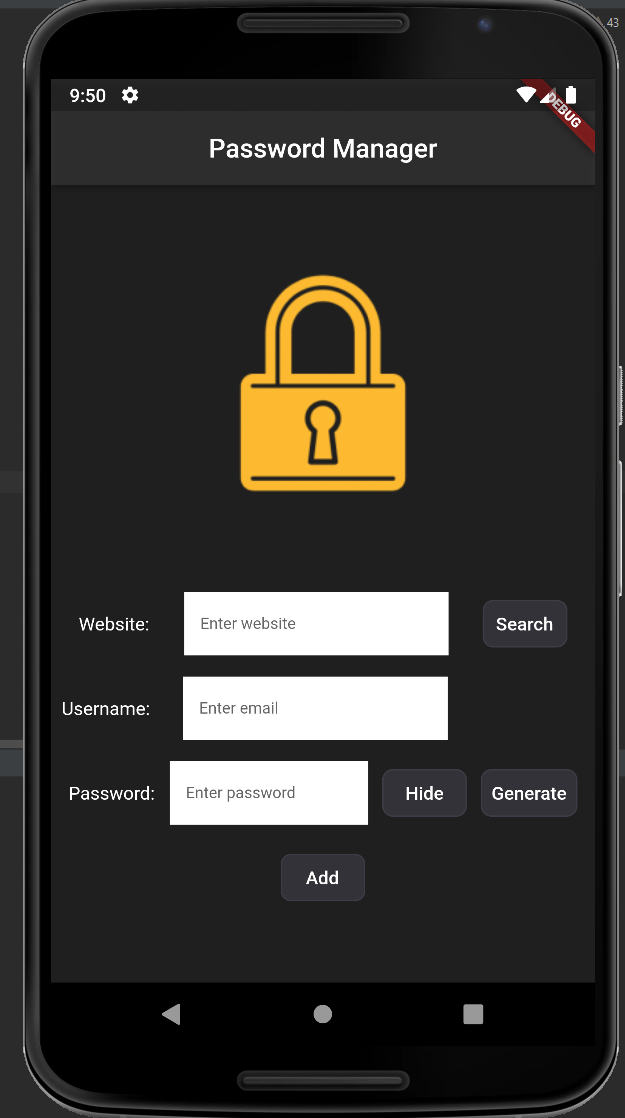 43
9:50
DEBUG
Password Manager
Website: Enter website Search
Username: Enter email
Password: Enter password Hide Generate
Add